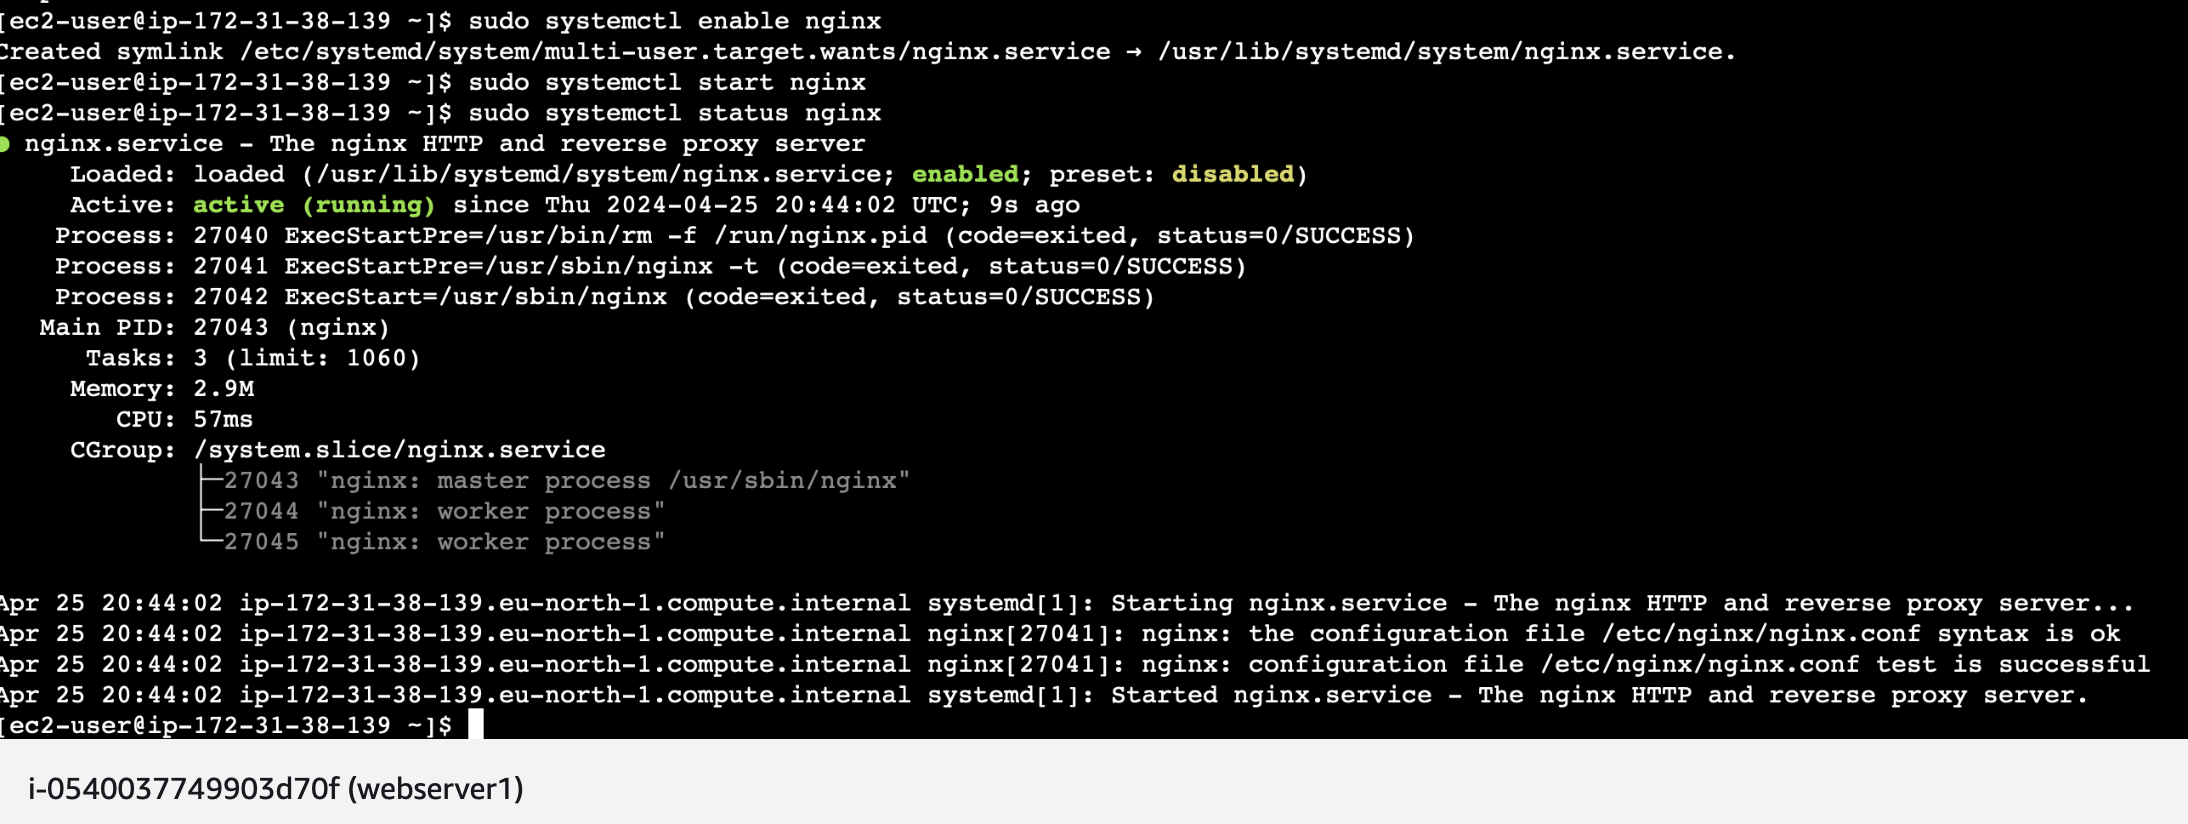 [ec2-user@ip-172-31-38-139 ~]$ sudo systemctl enable nginx
Created symlink /etc/systemd/system/multi-user.target.wants/nginx.service → /usr/lib/systemd/system/nginx.service.
[ec2-user@ip-172-31-38-139 ~]$ sudo systemctl start nginx
[ec2-user@ip-172-31-38-139 ~]$ sudo systemctl status nginx
● nginx.service - The nginx HTTP and reverse proxy server
Loaded: loaded (/usr/lib/systemd/system/nginx.service; enabled; preset: disabled)
Active: active (running) since Thu 2024-04-25 20:44:02 UTC; 9s ago
Process: 27040 ExecStartPre=/usr/bin/rm -f /run/nginx.pid (code=exited, status=0/SUCCESS)
Process: 27041 ExecStartPre=/usr/sbin/nginx -t (code=exited, status=0/SUCCESS)
Process: 27042 ExecStart=/usr/sbin/nginx (code=exited, status=0/SUCCESS)
Main PID: 27043 (nginx)
Tasks: 3 (limit: 1060)
Memory: 2.9M
CPU: 57ms
CGroup: /system.slice/nginx.service
├─27043 "nginx: master process /usr/sbin/nginx"
├─27044 "nginx: worker process"
└─27045 "nginx: worker process"
Apr 25 20:44:02 ip-172-31-38-139.eu-north-1.compute.internal systemd[1]: Starting nginx.service - The nginx HTTP and reverse proxy server...
Apr 25 20:44:02 ip-172-31-38-139.eu-north-1.compute.internal nginx[27041]: nginx: the configuration file /etc/nginx/nginx.conf syntax is ok
Apr 25 20:44:02 ip-172-31-38-139.eu-north-1.compute.internal nginx[27041]: nginx: configuration file /etc/nginx/nginx.conf test is successful
Apr 25 20:44:02 ip-172-31-38-139.eu-north-1.compute.internal systemd[1]: Started nginx.service - The nginx HTTP and reverse proxy server.
[ec2-user@ip-172-31-38-139 ~]$
i-0540037749903d70f (webserver1)